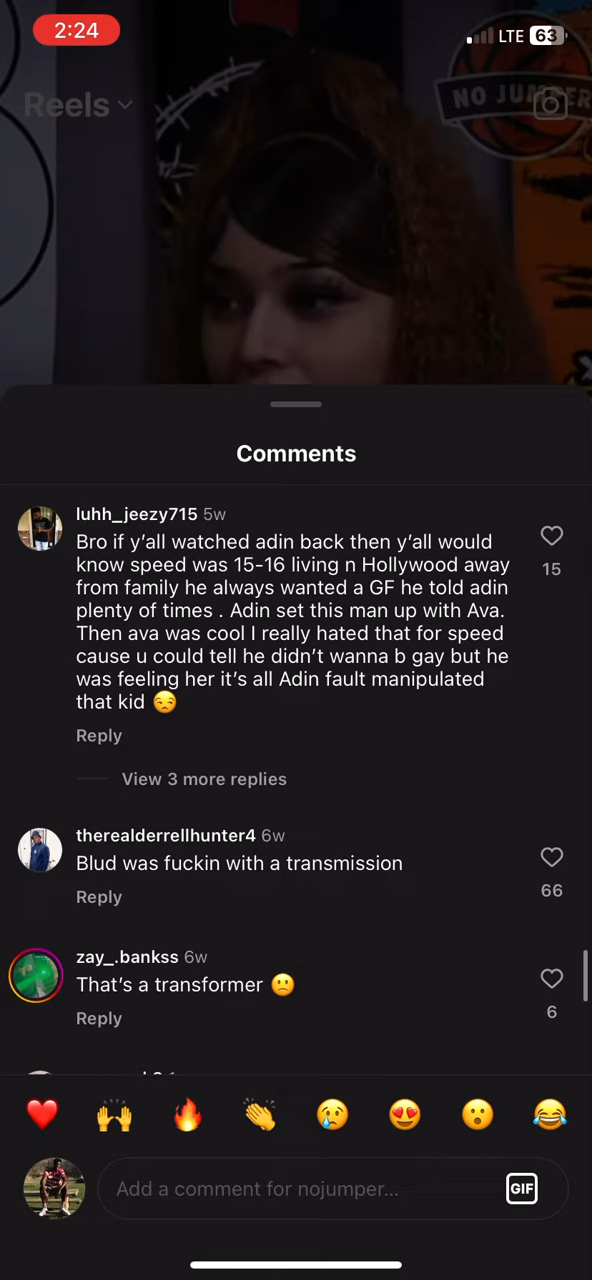 2:24
LTE 63
Reels
NO JUMPER
Comments
luhh_jeezy715 5w
Bro if y’all watched adin back then y’all would
know speed was 15-16 living n Hollywood away
from family he always wanted a GF he told adin
plenty of times . Adin set this man up with Ava.
Then ava was cool I really hated that for speed
cause u could tell he didn’t wanna b gay but he
was feeling her it’s all Adin fault manipulated
that kid 😒
15
Reply
View 3 more replies
therealderrellhunter4 6w
Blud was fuckin with a transmission
66
Reply
zay_.bankss 6w
That’s a transformer 🙁
6
Reply
❤️ 🙌 🔥 👏 😢 😍 😮 😂
Add a comment for nojumper...
GIF